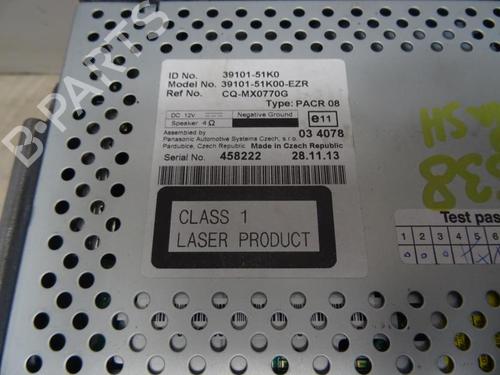 ID No. 39101-51K0
Model No. 39101-51K00-EZR
Ref No. CQ-MX0770G
Type: PACR 08
DC 12V Negative Ground
Speaker 4Ω
e11
03 4078
Assembled by
Panasonic Automotive Systems Czech, s.r.o.
Pardubice, Czech Republic Made in Czech Republic
Serial No. 458222 28.11.13
CLASS 1
LASER PRODUCT
Test pas
1 2 3 4 5 6
B-PARTS